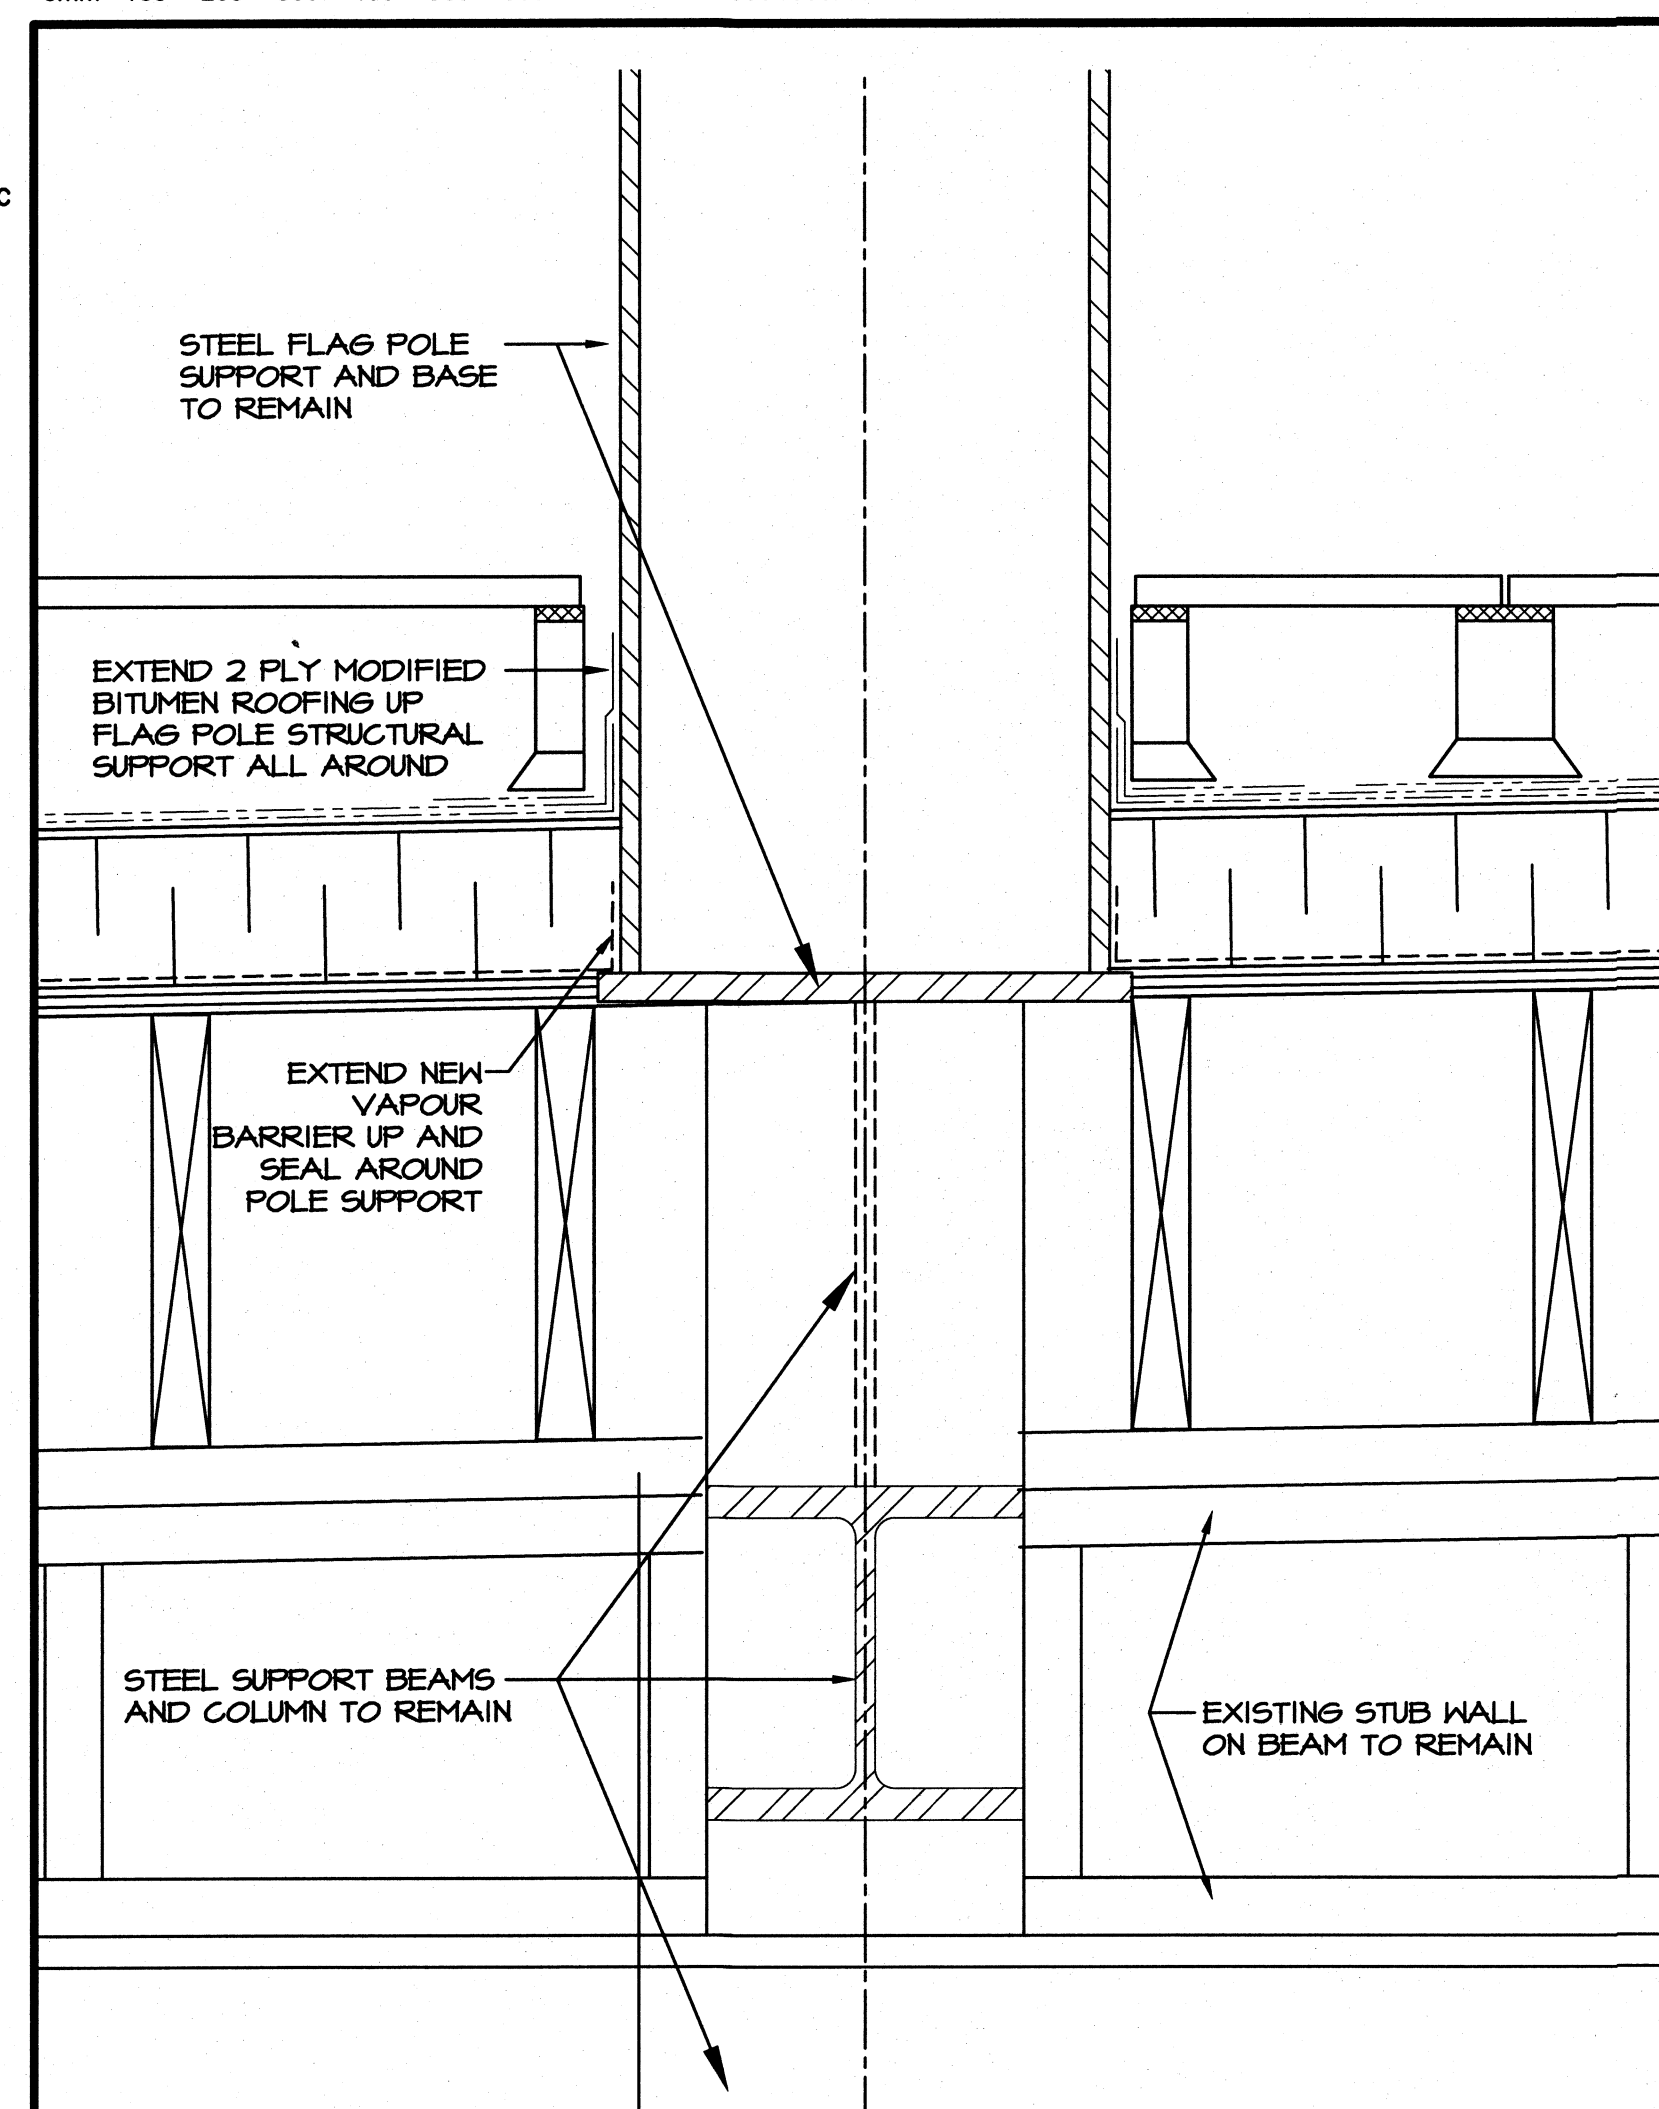 STEEL FLAG POLE
SUPPORT AND BASE
TO REMAIN
EXTEND 2 PLY MODIFIED
BITUMEN ROOFING UP
FLAG POLE STRUCTURAL
SUPPORT ALL AROUND
EXTEND NEW
VAPOUR
BARRIER UP AND
SEAL AROUND
POLE SUPPORT
STEEL SUPPORT BEAMS
AND COLUMN TO REMAIN
EXISTING STUB WALL
ON BEAM TO REMAIN